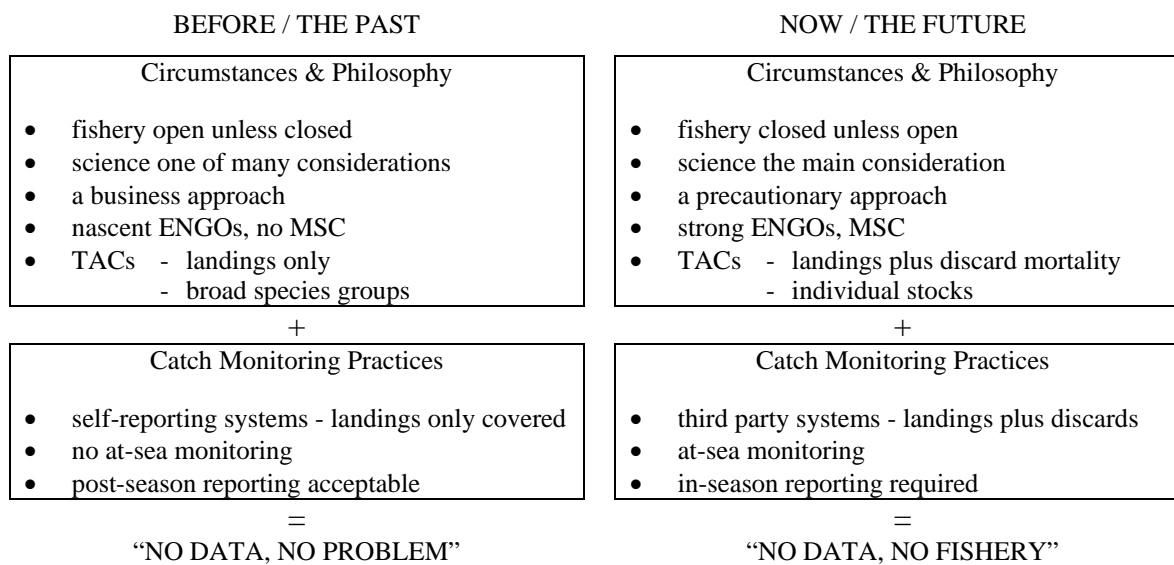 BEFORE / THE PAST
Circumstances & Philosophy
• fishery open unless closed
• science one of many considerations
• a business approach
• nascent ENGOs, no MSC
• TACs - landings only
- broad species groups
+
Catch Monitoring Practices
• self-reporting systems - landings only covered
• no at-sea monitoring
• post-season reporting acceptable
=
“NO DATA, NO PROBLEM”
NOW / THE FUTURE
Circumstances & Philosophy
• fishery closed unless open
• science the main consideration
• a precautionary approach
• strong ENGOs, MSC
• TACs - landings plus discard mortality
- individual stocks
+
Catch Monitoring Practices
• third party systems - landings plus discards
• at-sea monitoring
• in-season reporting required
=
“NO DATA, NO FISHERY”